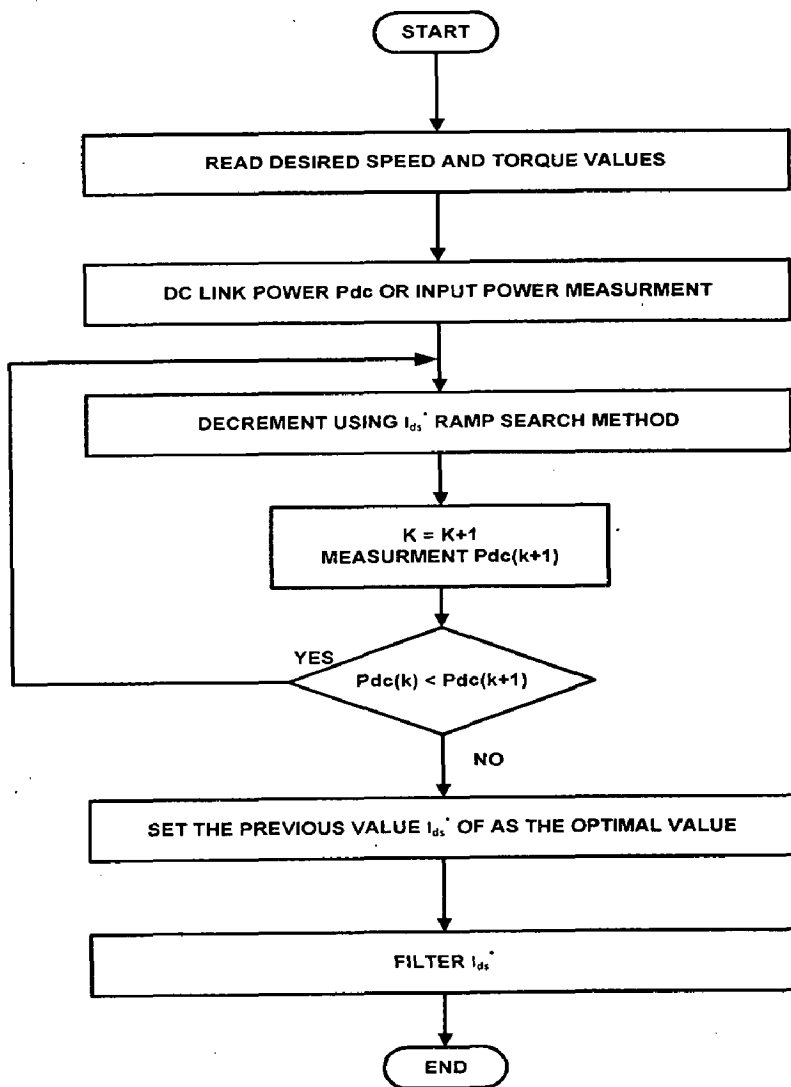 START
READ DESIRED SPEED AND TORQUE VALUES
DC LINK POWER Pdc OR INPUT POWER MEASURMENT
DECREMENT USING Ids* RAMP SEARCH METHOD
K = K+1
MEASURMENT Pdc(k+1)
YES
Pdc(k) < Pdc(k+1)
NO
SET THE PREVIOUS VALUE Ids* OF AS THE OPTIMAL VALUE
FILTER Ids*
END